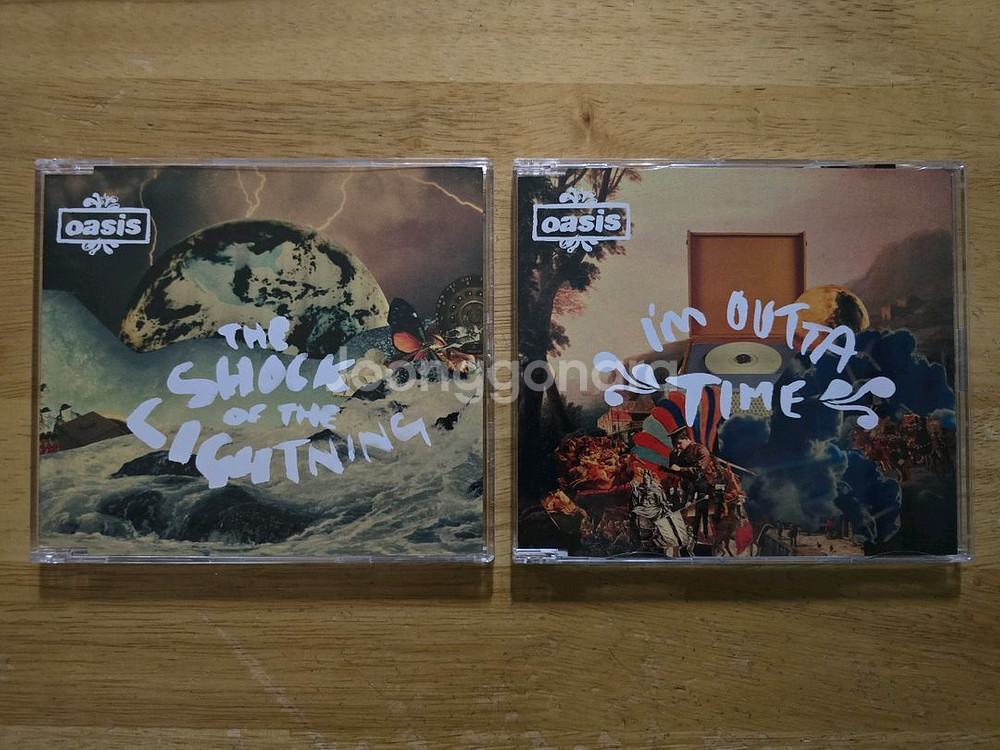 oasis
THE
SHOCK
OF THE
LIGHTNING
oasis
i'm OUTTA
TIME